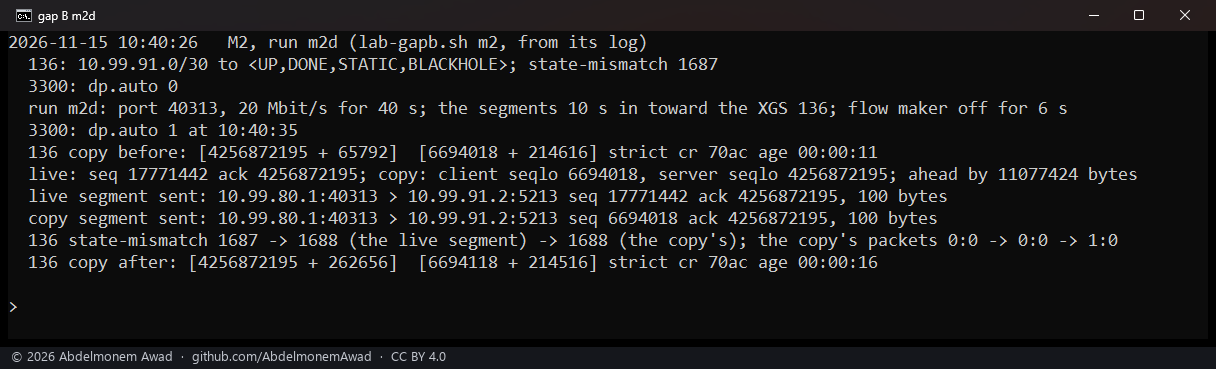 gap B m2d
2026-11-15 10:40:26   M2, run m2d (lab-gapb.sh m2, from its log)
136: 10.99.91.0/30 to <UP,DONE,STATIC,BLACKHOLE>; state-mismatch 1687
3300: dp.auto 0
run m2d: port 40313, 20 Mbit/s for 40 s; the segments 10 s in toward the XGS 136; flow maker off for 6 s
3300: dp.auto 1 at 10:40:35
136 copy before: [4256872195 + 65792]  [6694018 + 214616] strict cr 70ac age 00:00:11
live: seq 17771442 ack 4256872195; copy: client seqlo 6694018, server seqlo 4256872195; ahead by 11077424 bytes
live segment sent: 10.99.80.1:40313 > 10.99.91.2:5213 seq 17771442 ack 4256872195, 100 bytes
copy segment sent: 10.99.80.1:40313 > 10.99.91.2:5213 seq 6694018 ack 4256872195, 100 bytes
136 state-mismatch 1687 -> 1688 (the live segment) -> 1688 (the copy's); the copy's packets 0:0 -> 0:0 -> 1:0
136 copy after: [4256872195 + 262656]  [6694118 + 214516] strict cr 70ac age 00:00:16
>
© 2026 Abdelmonem Awad · github.com/AbdelmonemAwad · CC BY 4.0